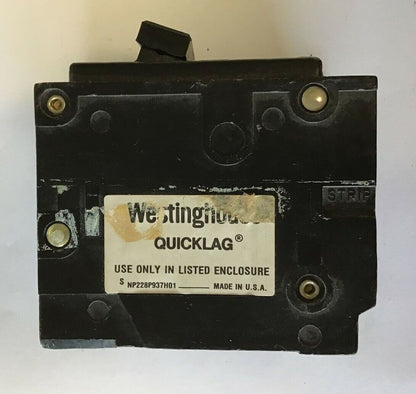 STRIP
Westinghouse
QUICKLAG®
USE ONLY IN LISTED ENCLOSURE
S NP228P937H01 MADE IN U.S.A.